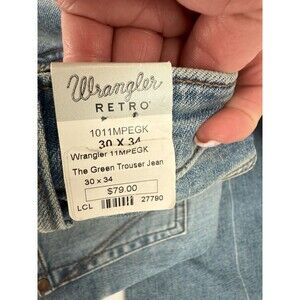 Wrangler
RETRO®
1011MPEGK
30 X 34
Wrangler 11MPEGK
The Green Trouser Jean
30 x 34
$79.00
LCL 27790